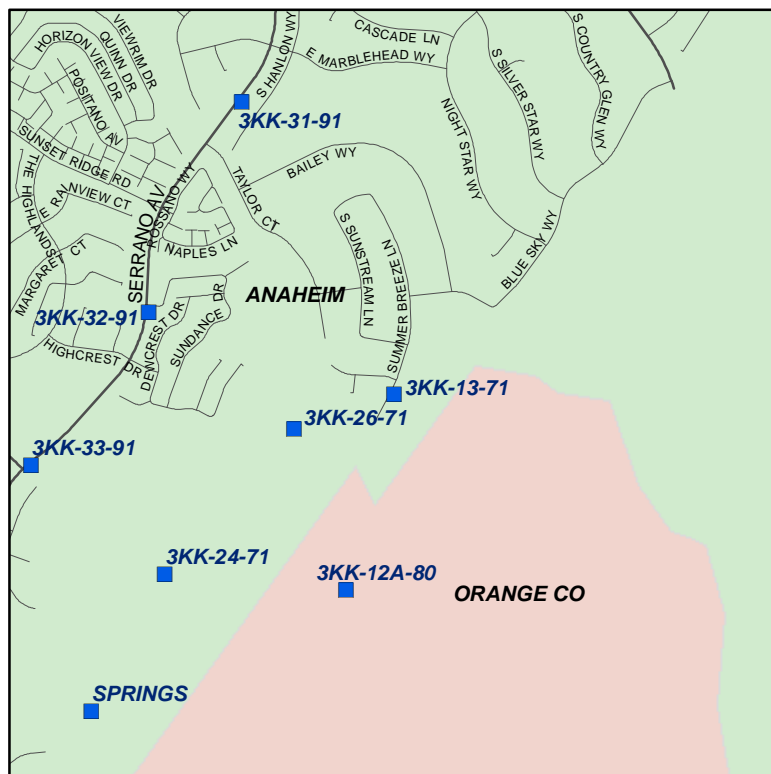 CASCADE LN
S COUNTRY GLEN WY
VIEWRIM DR
QUINN DR
HORIZON VIEW DR
S HANLON WY
E MARBLEHEAD WY
S SILVER STAR WY
POSITANO AV
3KK-31-91
NIGHT STAR WY
SUNSET RIDGE RD
BAILEY WY
THE HIGHLANDS
E RAI
NVIEW CT
ROSSANO WY
TAYLOR CT
NAPLES LN
S SUNSTREAM LN
SUMMER BREEZE LN
BLUE SKY WY
MARGARET CT
SERRANO AV
ANAHEIM
3KK-32-91
HIGHCREST DR
DENCREST DR
SUNDANCE DR
3KK-13-71
3KK-26-71
3KK-33-91
3KK-24-71
3KK-12A-80
ORANGE CO
SPRINGS